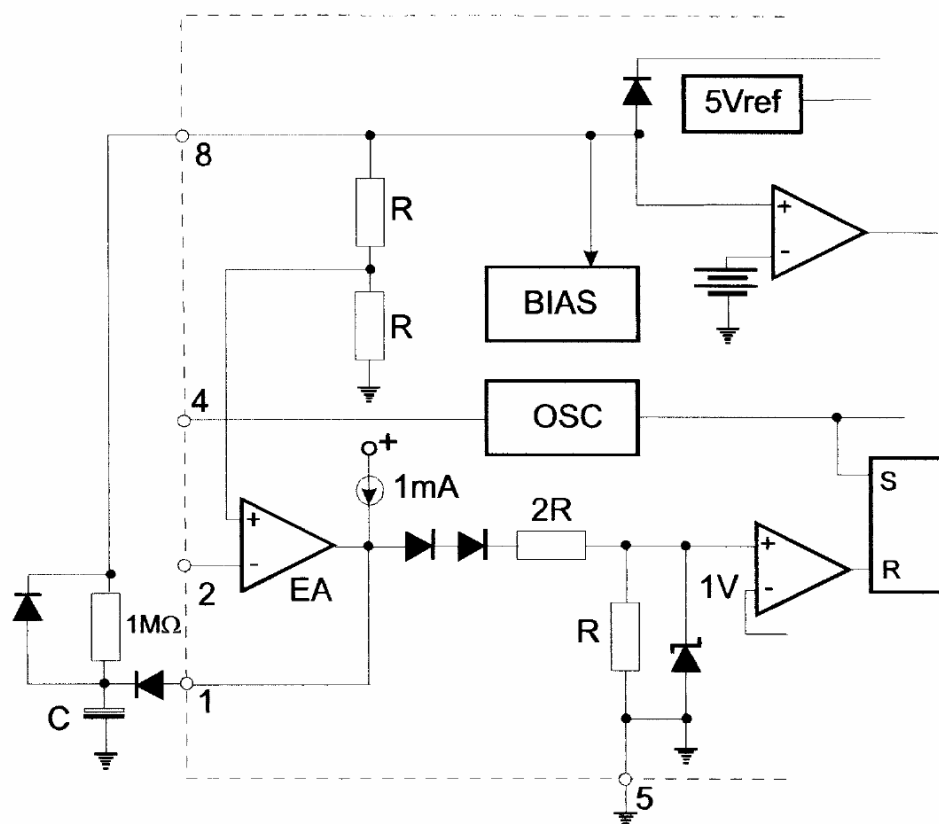 5Vref
8
R
+
-
R
BIAS
4
OSC
+
1mA
S
2R
+
+
1V
-
R
2
-
EA
1MΩ
R
1
C
5